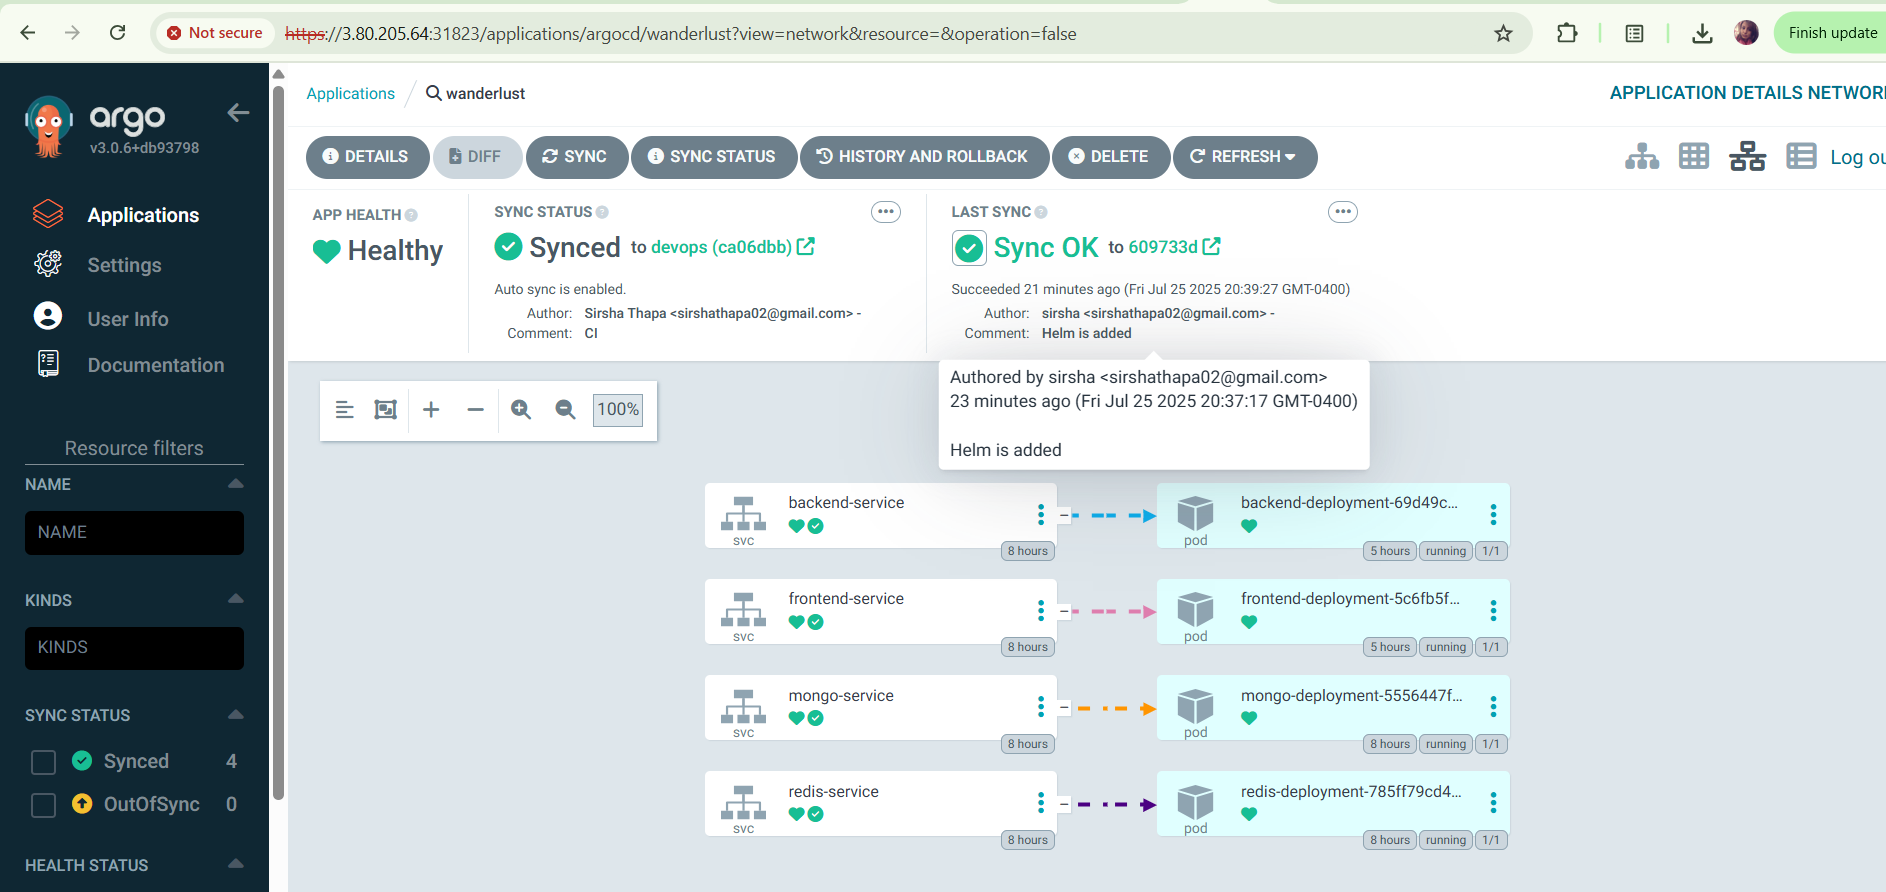 Not secure https://3.80.205.64:31823/applications/argocd/wanderlust?view=network&resource=&operation=false
Finish update
argo
v3.0.6+db93798
Applications
Settings
User Info
Documentation
Resource filters
NAME
NAME
KINDS
KINDS
SYNC STATUS
Synced 4
OutOfSync 0
HEALTH STATUS
Applications / wanderlust
APPLICATION DETAILS NETWOR
DETAILS DIFF SYNC SYNC STATUS HISTORY AND ROLLBACK DELETE REFRESH
Log ou
APP HEALTH
Healthy
SYNC STATUS
Synced to devops (ca06dbb)
Auto sync is enabled.
Author: Sirsha Thapa <sirshathapa02@gmail.com> -
Comment: CI
LAST SYNC
Sync OK to 609733d
Succeeded 21 minutes ago (Fri Jul 25 2025 20:39:27 GMT-0400)
Author: sirsha <sirshathapa02@gmail.com> -
Comment: Helm is added
Authored by sirsha <sirshathapa02@gmail.com>
23 minutes ago (Fri Jul 25 2025 20:37:17 GMT-0400)
Helm is added
100%
backend-service
svc
8 hours
backend-deployment-69d49c...
pod
5 hours running 1/1
frontend-service
svc
8 hours
frontend-deployment-5c6fb5f...
pod
5 hours running 1/1
mongo-service
svc
8 hours
mongo-deployment-5556447f...
pod
8 hours running 1/1
redis-service
svc
8 hours
redis-deployment-785ff79cd4...
pod
8 hours running 1/1